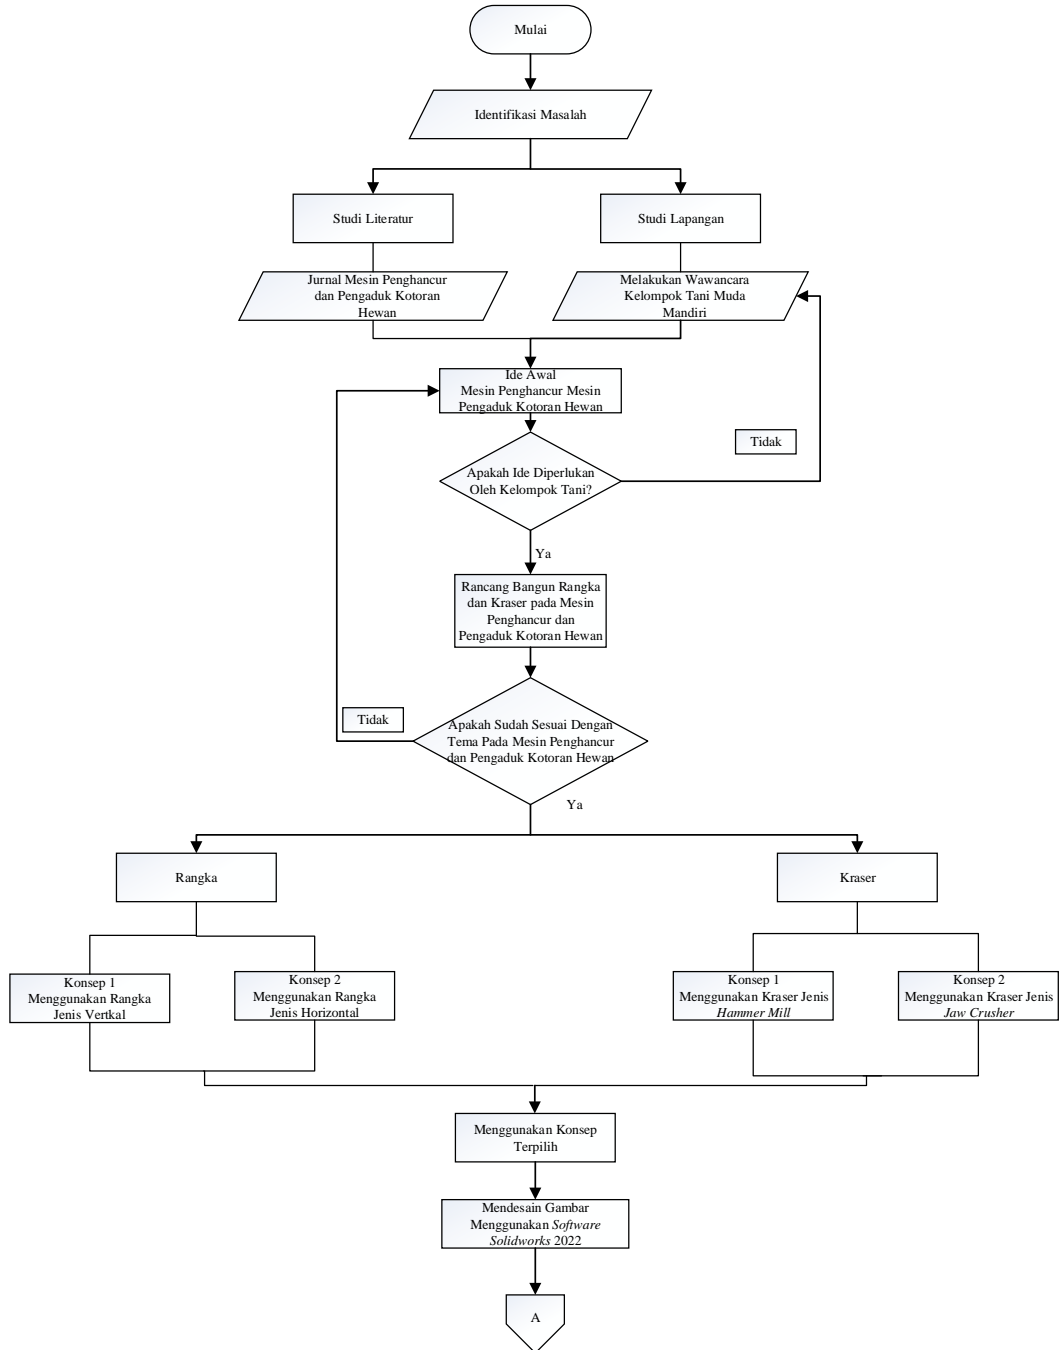 Mulai
Identifikasi Masalah
Studi Literatur
Studi Lapangan
Jurnal Mesin Penghancur
dan Pengaduk Kotoran
Hewan
Melakukan Wawancara
Kelompok Tani Muda
Mandiri
Ide Awal
Mesin Penghancur Mesin
Pengaduk Kotoran Hewan
Tidak
Apakah Ide Diperlukan
Oleh Kelompok Tani?
Ya
Rancang Bangun Rangka
dan Kraser pada Mesin
Penghancur dan
Pengaduk Kotoran Hewan
Tidak
Apakah Sudah Sesuai Dengan
Tema Pada Mesin Penghancur
dan Pengaduk Kotoran Hewan
Ya
Rangka
Kraser
Konsep 1
Menggunakan Rangka
Jenis Vertkal
Konsep 2
Menggunakan Rangka
Jenis Horizontal
Konsep 1
Menggunakan Kraser Jenis
Hammer Mill
Konsep 2
Menggunakan Kraser Jenis
Jaw Crusher
Menggunakan Konsep
Terpilih
Mendesain Gambar
Menggunakan Software
Solidworks 2022
A